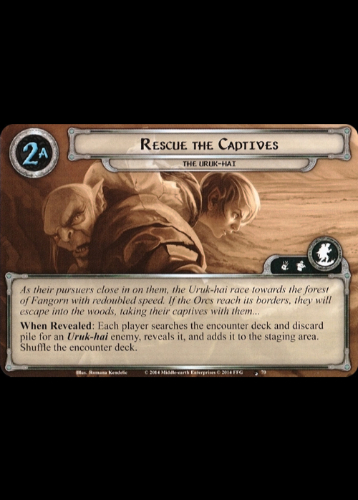 2A
RESCUE THE CAPTIVES
THE URUK-HAI
As their pursuers close in on them, the Uruk-hai race towards the forest
of Fangorn with redoubled speed. If the Orcs reach its borders, they will
escape into the woods, taking their captives with them...
When Revealed: Each player searches the encounter deck and discard
pile for an Uruk-hai enemy, reveals it, and adds it to the staging area.
Shuffle the encounter deck.
Illus. Romana Kendelic © 2014 Middle-earth Enterprises © 2014 FFG